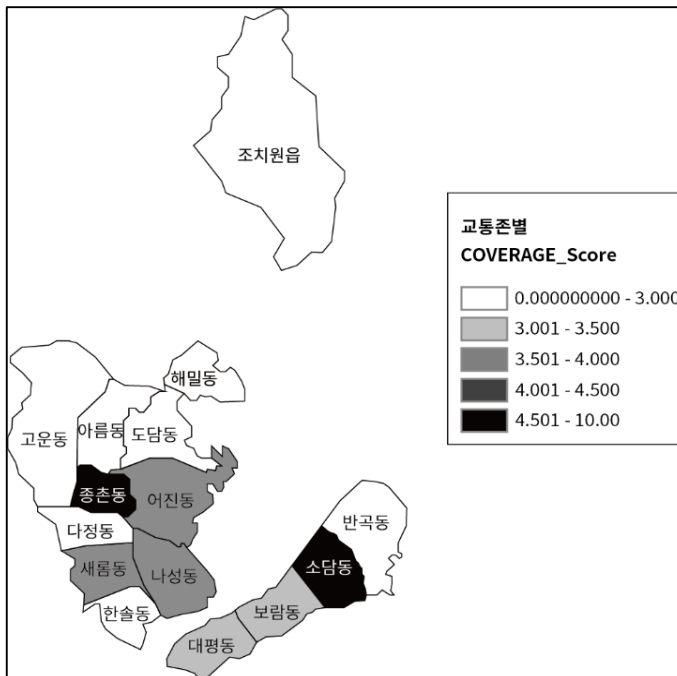 조치원읍
교통존별
COVERAGE_Score
0.000000000 - 3.000
3.001 - 3.500
3.501 - 4.000
4.001 - 4.500
4.501 - 10.00
해밀동
고운동
아름동
도담동
종촌동
어진동
다정동
반곡동
새롬동
나성동
소담동
한솔동
보람동
대평동